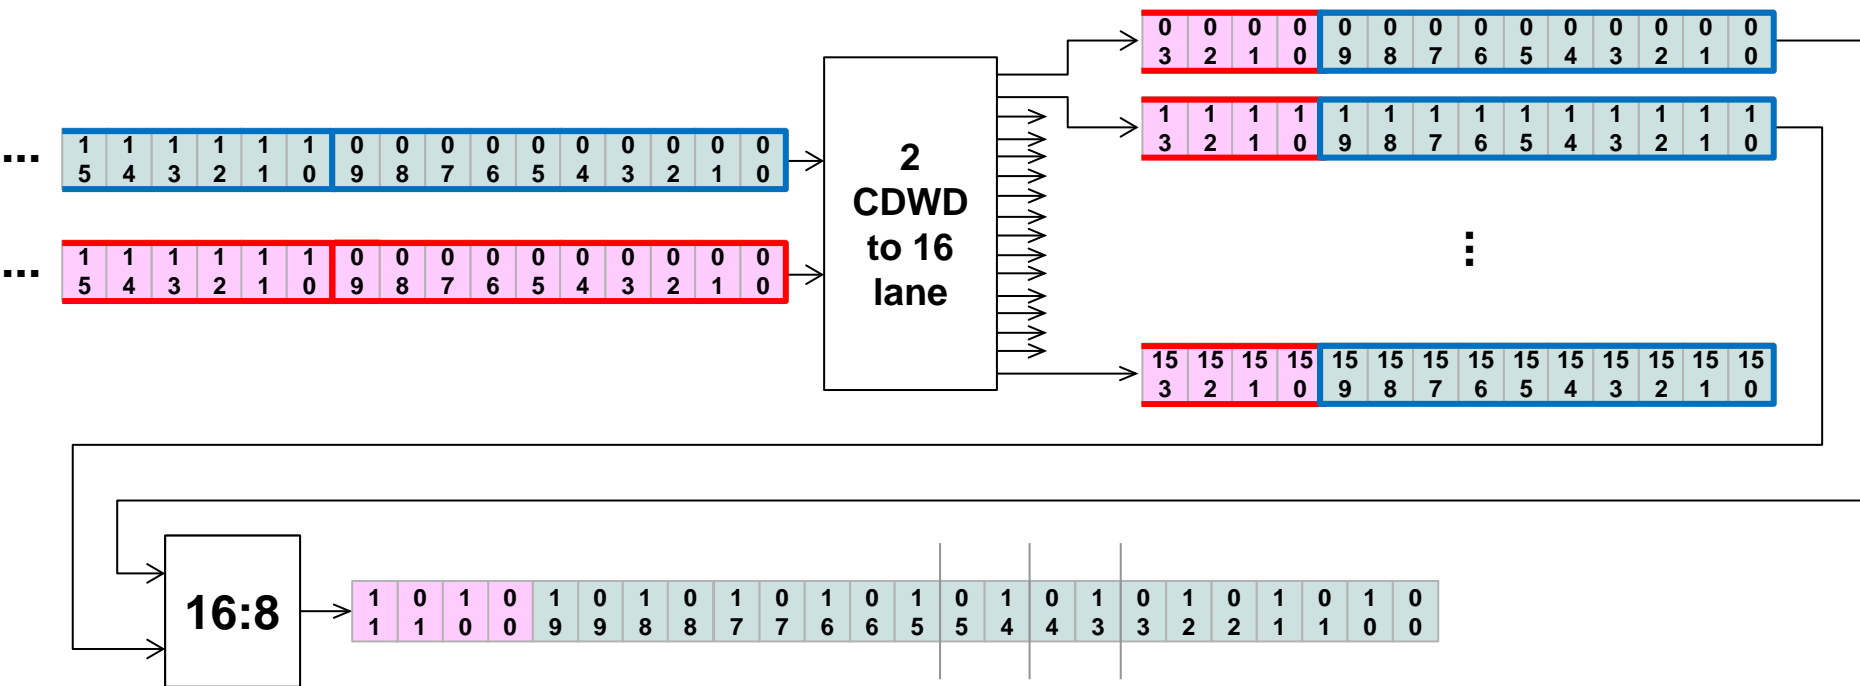 0 0 0 0 0 0 0 0 0 0 0 0 0 0
3 2 1 0 9 8 7 6 5 4 3 2 1 0
1 1 1 1 1 1 1 1 1 1 1 1 1 1
3 2 1 0 9 8 7 6 5 4 3 2 1 0
... 1 1 1 1 1 1 0 0 0 0 0 0 0 0 0 0
5 4 3 2 1 0 9 8 7 6 5 4 3 2 1 0
... 1 1 1 1 1 1 0 0 0 0 0 0 0 0 0 0
5 4 3 2 1 0 9 8 7 6 5 4 3 2 1 0
2
CDWD
to 16
lane
...
15 15 15 15 15 15 15 15 15 15 15 15 15 15
3 2 1 0 9 8 7 6 5 4 3 2 1 0
16:8
1 0 1 0 1 0 1 0 1 0 1 0 1 0 1 0 1 0 1 0 1 0 1 0
1 1 0 0 9 9 8 8 7 7 6 6 5 5 4 4 3 3 2 2 1 1 0 0